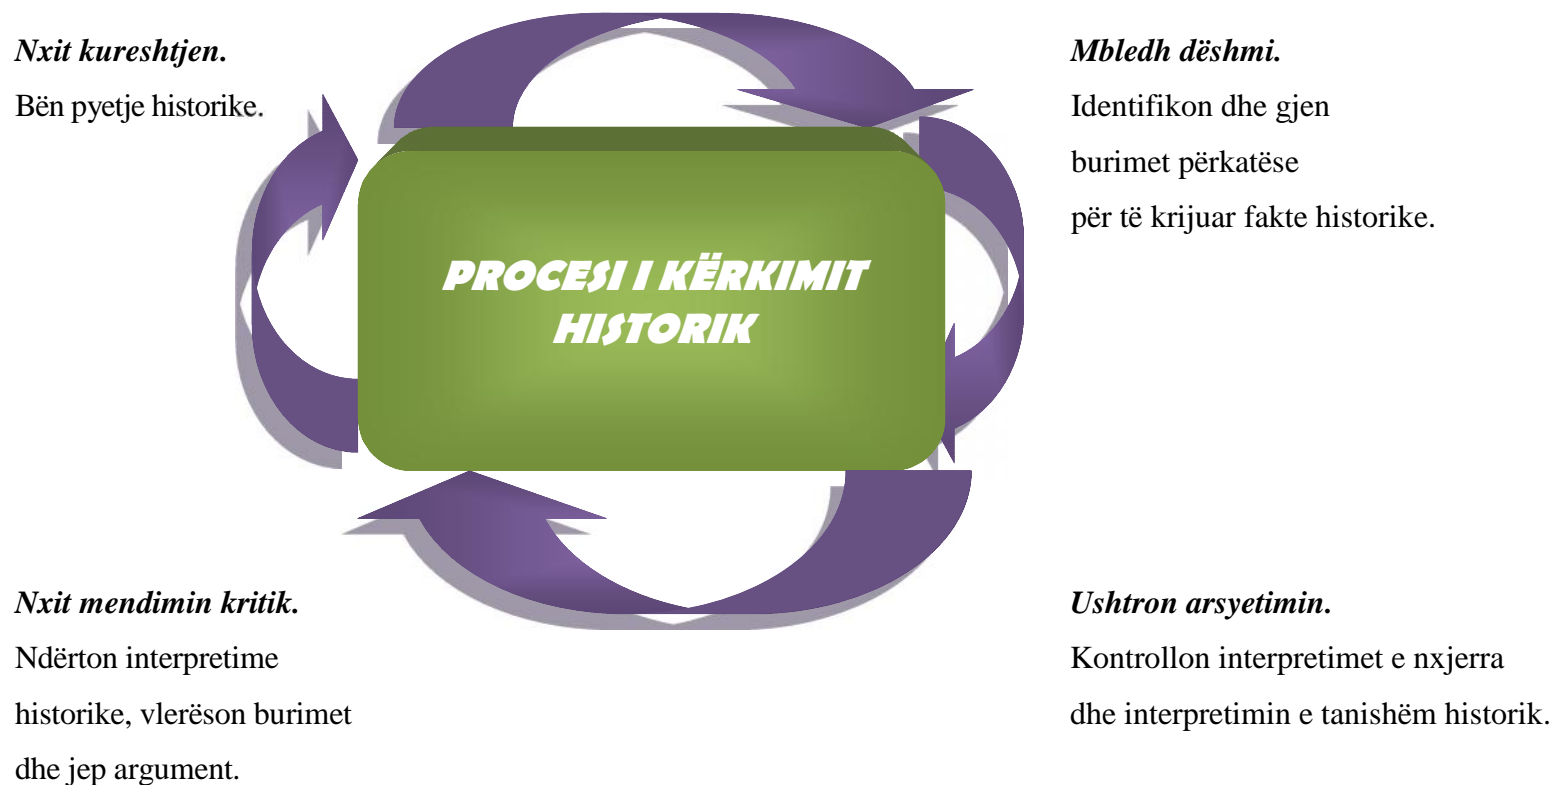 Nxit kureshtjen.
Bën pyetje historike.
Mbledh dëshmi.
Identifikon dhe gjen
burimet përkatëse
për të krijuar fakte historike.
PROCESI I KËRKIMIT
HISTORIK
Nxit mendimin kritik.
Ndërton interpretime
historike, vlerëson burimet
dhe jep argument.
Ushtron arsyetimin.
Kontrollon interpretimet e nxjerra
dhe interpretimin e tanishëm historik.